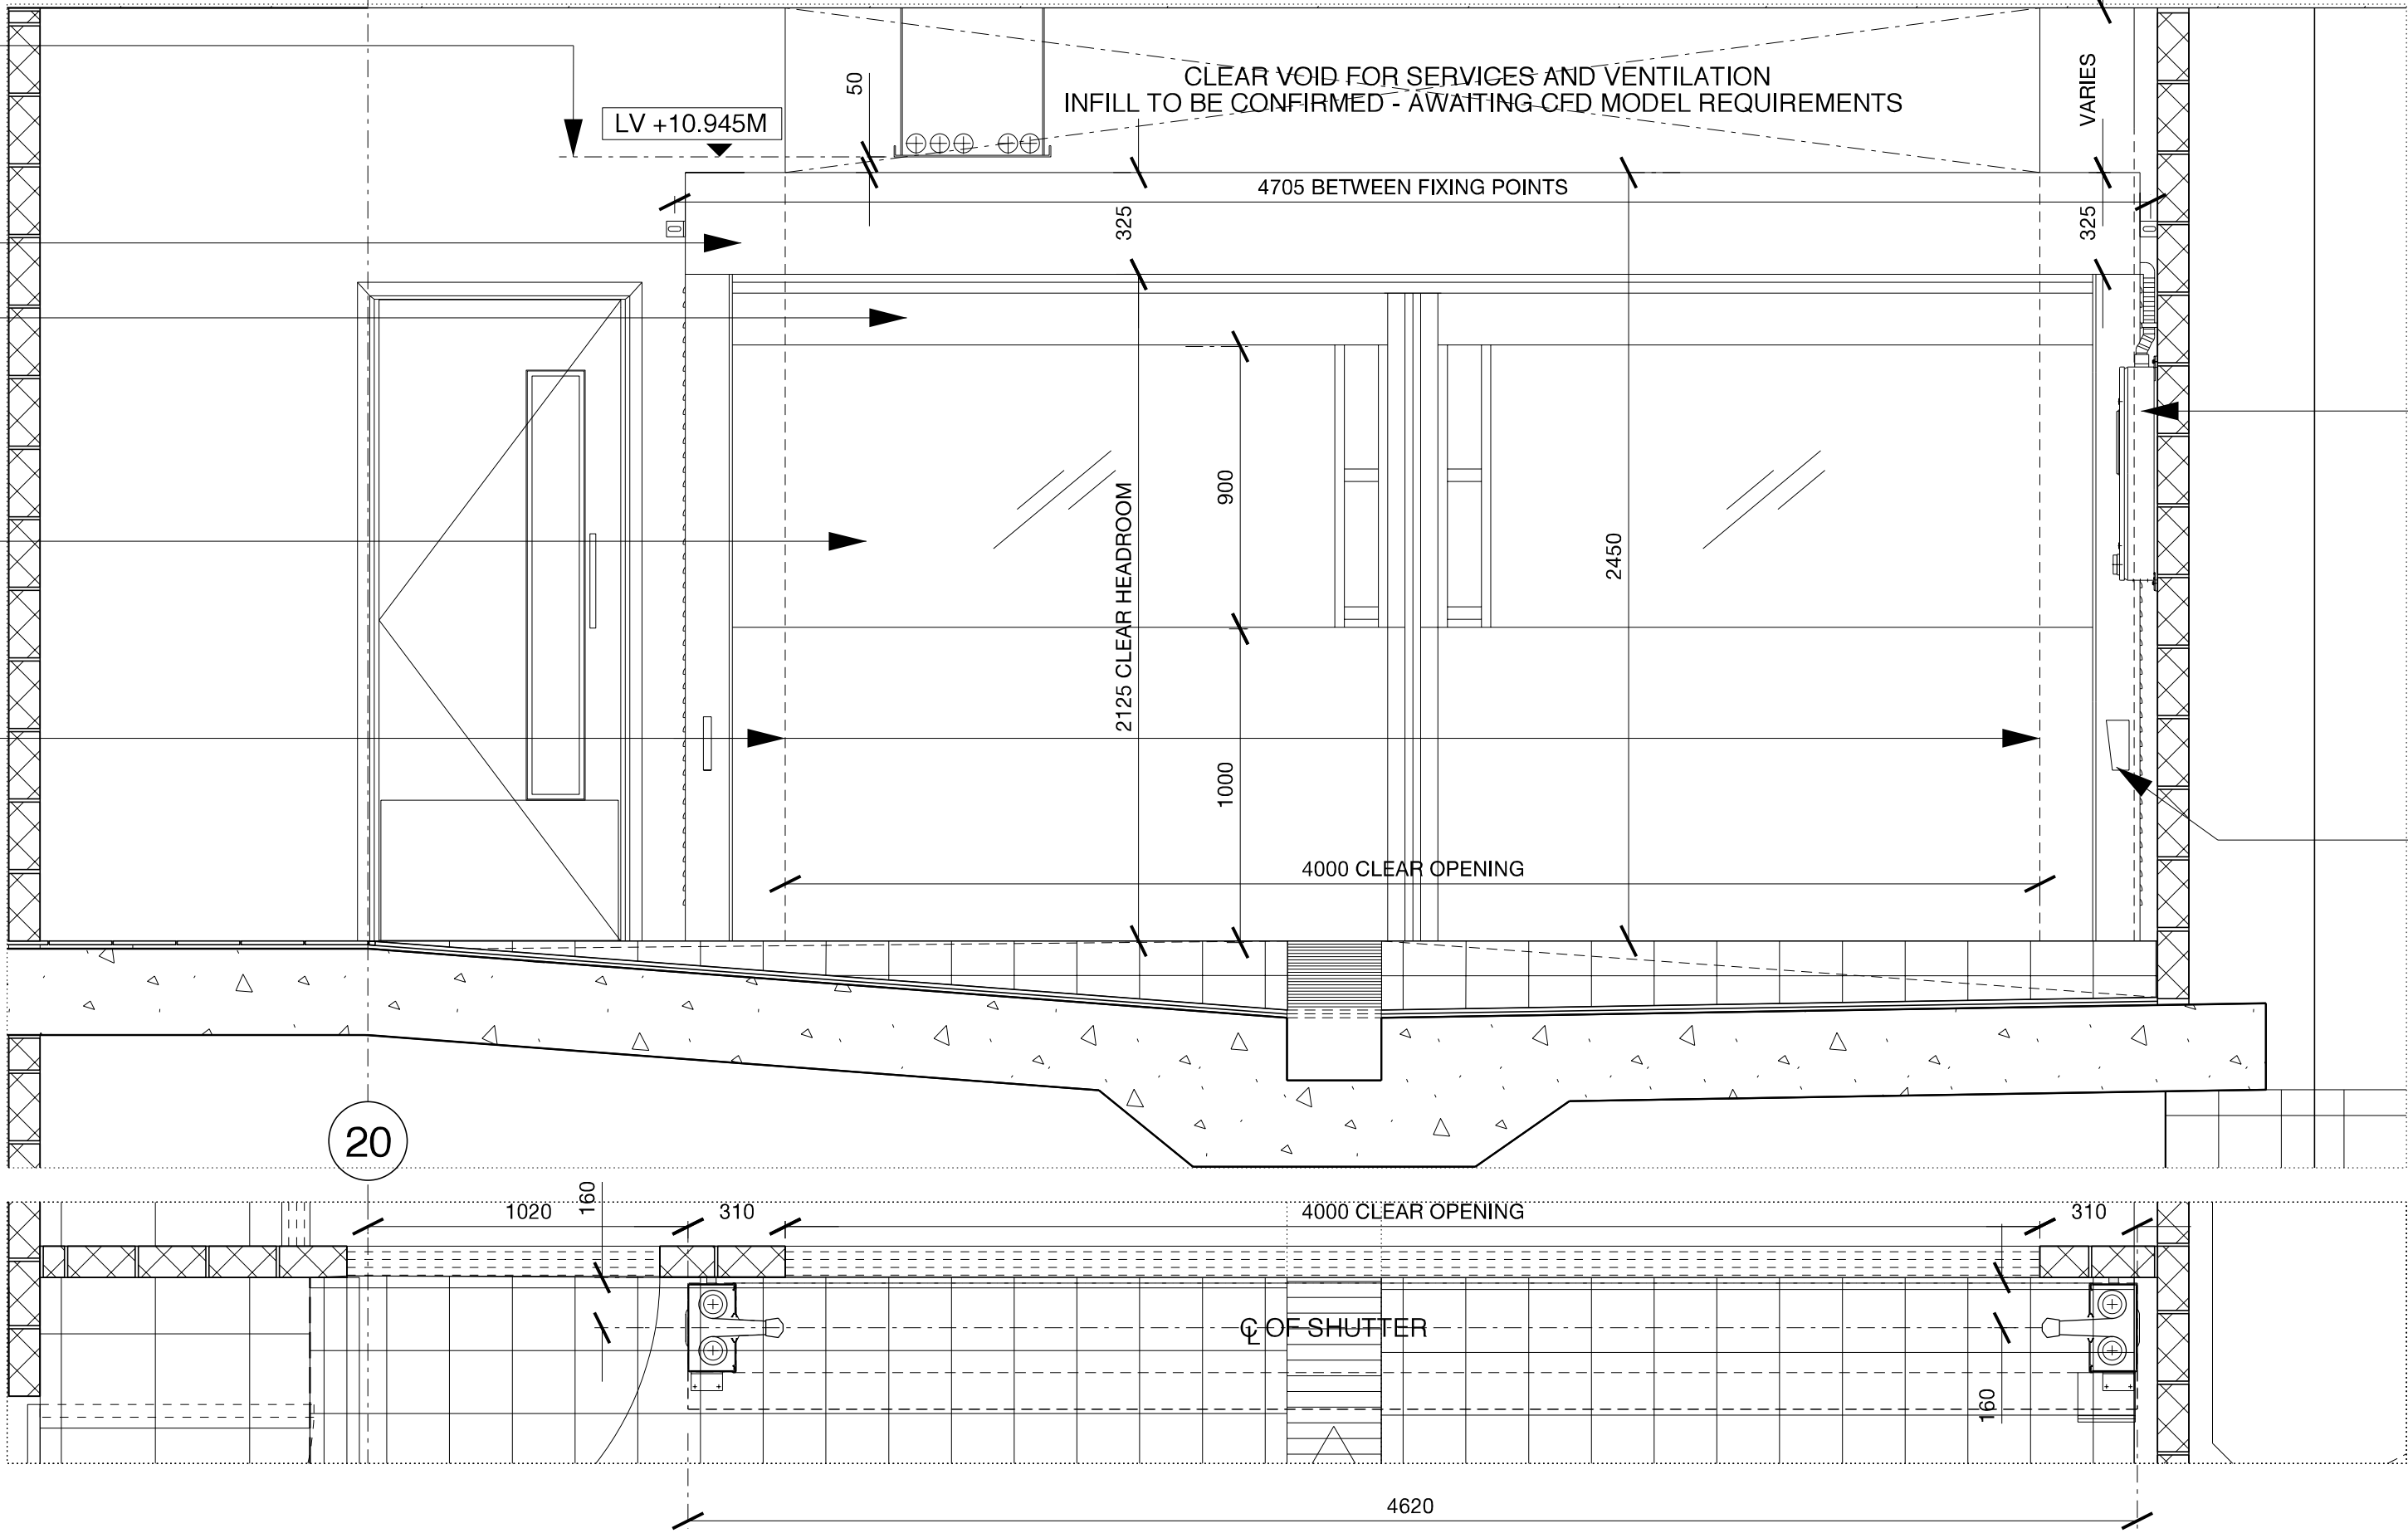 CLEAR VOID FOR SERVICES AND VENTILATION
INFILL TO BE CONFIRMED - AWAITING CFD MODEL REQUIREMENTS
50
VARIES
LV +10.945M
4705 BETWEEN FIXING POINTS
325
325
900
2125 CLEAR HEADROOM
2450
1000
4000 CLEAR OPENING
20
1020
160
310
4000 CLEAR OPENING
310
℄ OF SHUTTER
160
4620